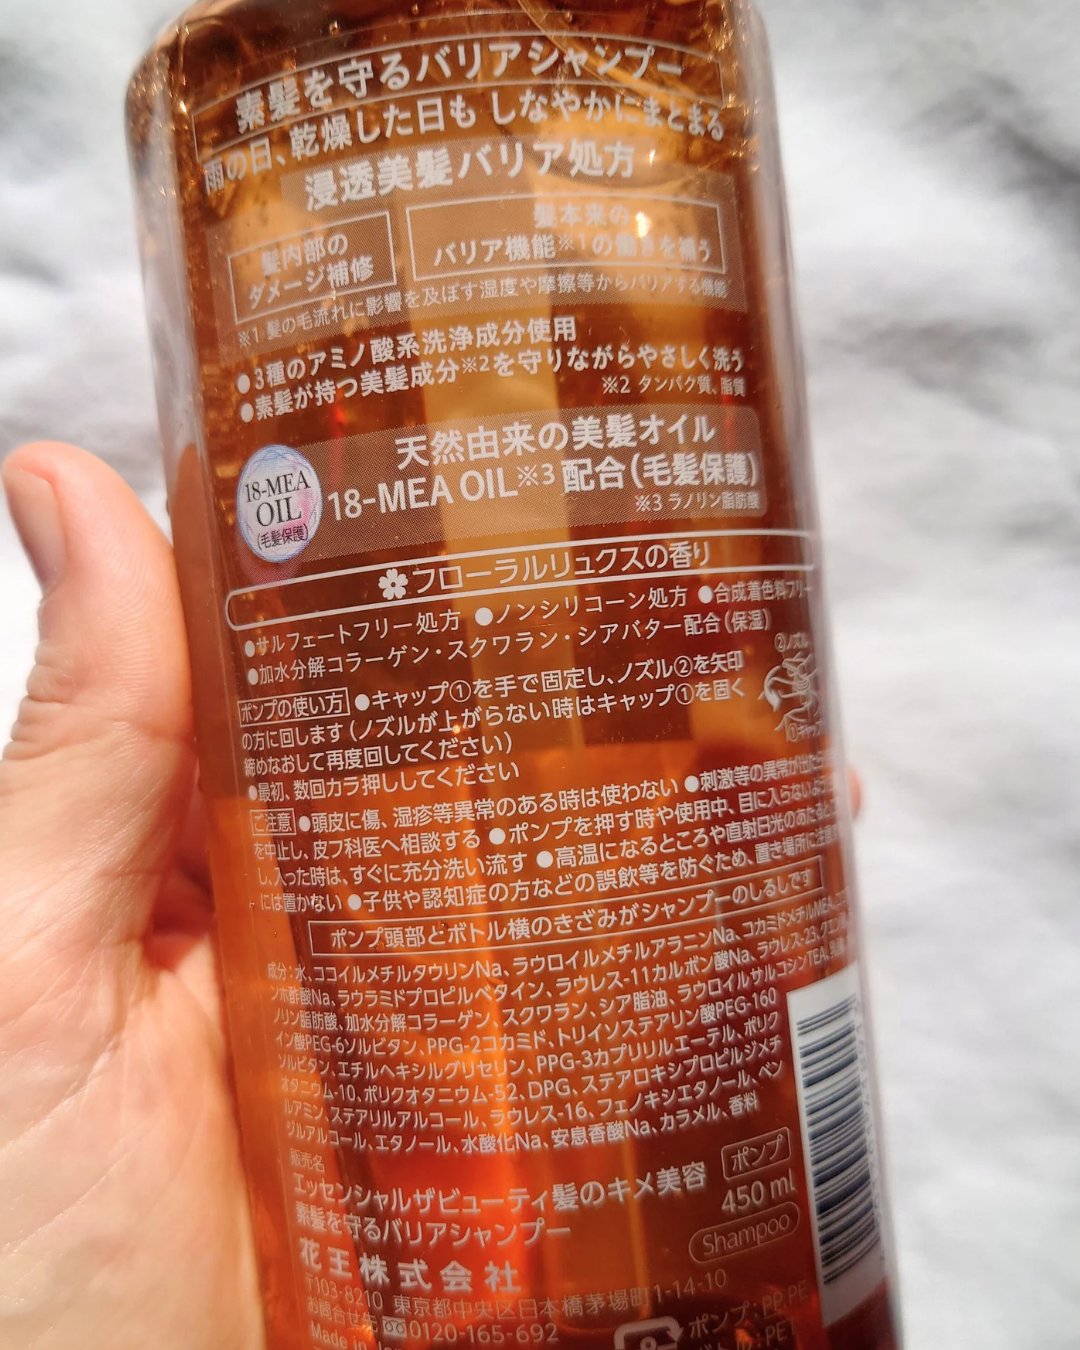 素髪を守るバリアシャンプー
雨の日、乾燥した日も しなやかにまとまる
浸透美髪バリア処方
髪内部の
ダメージ補修
髪本来の
バリア機能※1の働きを補う
※1 髪の毛流れに影響を及ぼす湿度や摩擦等からバリアする機能
●3種のアミノ酸系洗浄成分使用
●素髪が持つ美髪成分※2を守りながらやさしく洗う
※2 タンパク質、脂質
18-MEA
OIL
(毛髪保護)
天然由来の美髪オイル
18-MEA OIL※3 配合(毛髪保護)
※3 ラノリン脂肪酸
フローラルリュクスの香り
●サルフェートフリー処方 ●ノンシリコーン処方 ●合成着色料フリー
●加水分解コラーゲン・スクワラン・シアバター配合(保湿)
ポンプの使い方 ●キャップ①を手で固定し、ノズル②を矢印
の方に回します(ノズルが上がらない時はキャップ①を固く
締めなおして再度回してください)
●最初、数回カラ押ししてください
②ノズル
①キャップ
ご注意 ●頭皮に傷、湿疹等異常のある時は使わない ●刺激等の異常が出たら
を中止し、皮フ科医へ相談する ●ポンプを押す時や使用中、目に入らないよう
し、入った時は、すぐに充分洗い流す ●高温になるところや直射日光のあたるところ
には置かない ●子供や認知症の方などの誤飲等を防ぐため、置き場所に注意
ポンプ頭部とボトル横のきざみがシャンプーのしるしです
成分:水、ココイルメチルタウリンNa、ラウロイルメチルアラニンNa、コカミドメチルMEA、
ンホ酢酸Na、ラウラミドプロピルベタイン、ラウレス-11カルボン酸Na、ラウレス-23、クエン
ノリン脂肪酸、加水分解コラーゲン、スクワラン、シア脂油、ラウロイルサルコシンTEA、
イン酸PEG-6ソルビタン、PPG-2コカミド、トリイソステアリン酸PEG-160
ソルビタン、エチルヘキシルグリセリン、PPG-3カプリリルエーテル、ポリク
オタニウム-10、ポリクオタニウム-52、DPG、ステアロキシプロピルジメチ
ルアミン、ステアリルアルコール、ラウレス-16、フェノキシエタノール、ベン
ジルアルコール、エタノール、水酸化Na、安息香酸Na、カラメル、香料
販売名
エッセンシャルザビューティ髪のキメ美容
素髪を守るバリアシャンプー
ポンプ
450 ml
Shampoo
花王株式会社
〒103-8210 東京都中央区日本橋茅場町1-14-10
お問合せ先 0120-165-692
Made in
ポンプ:PP,PE
ボトル:PET